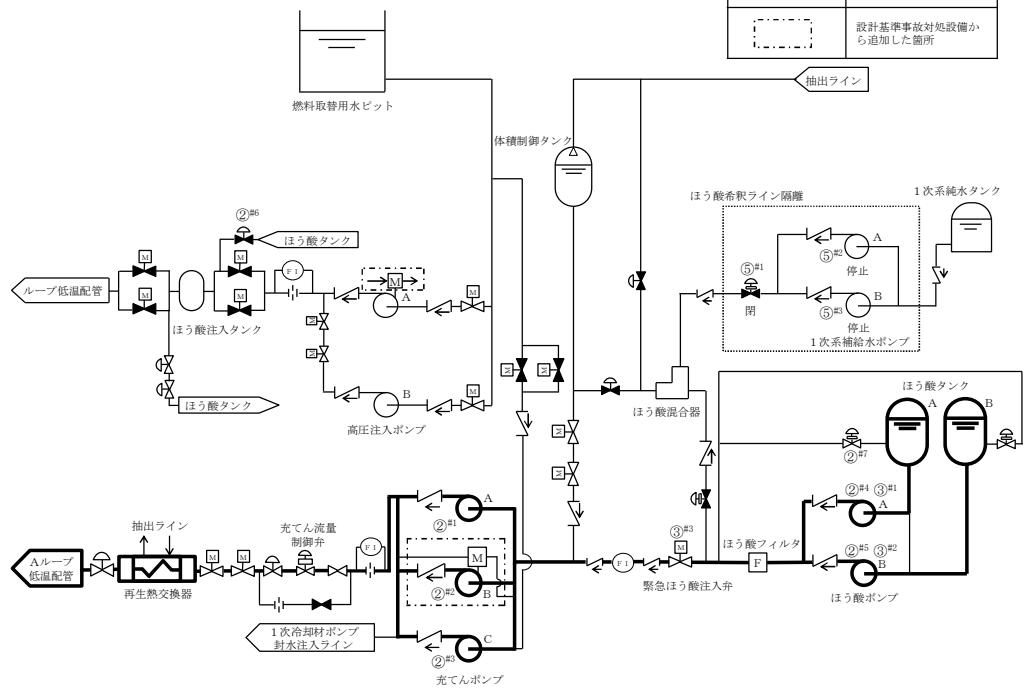 設計基準事故対処設備か
ら追加した箇所
抽出ライン
燃料取替用水ピット
体積制御タンク
ほう酸希釈ライン隔離
1次系純水タンク
②#6
ほう酸タンク
M
M
FI
M
A
M
⑤#1
⑤#2
A
停止
ループ低温配管
M
M
M
B
閉
⑤#3
停止
1次系補給水ポンプ
ほう酸注入タンク
M
M
M
M
ほう酸タンク
M
B
高圧注入ポンプ
ほう酸混合器
ほう酸タンク
A
B
M
M
②#7
②#4
③#1
A
A
②#1
抽出ライン
充てん流量
制御弁
FI
M
M
M
Aループ
低温配管
再生熱交換器
②#2
B
FI
③#3
M
緊急ほう酸注入弁
ほう酸フィルタ
F
②#5
③#2
B
ほう酸ポンプ
1次冷却材ポンプ
封水注入ライン
C
②#3
充てんポンプ